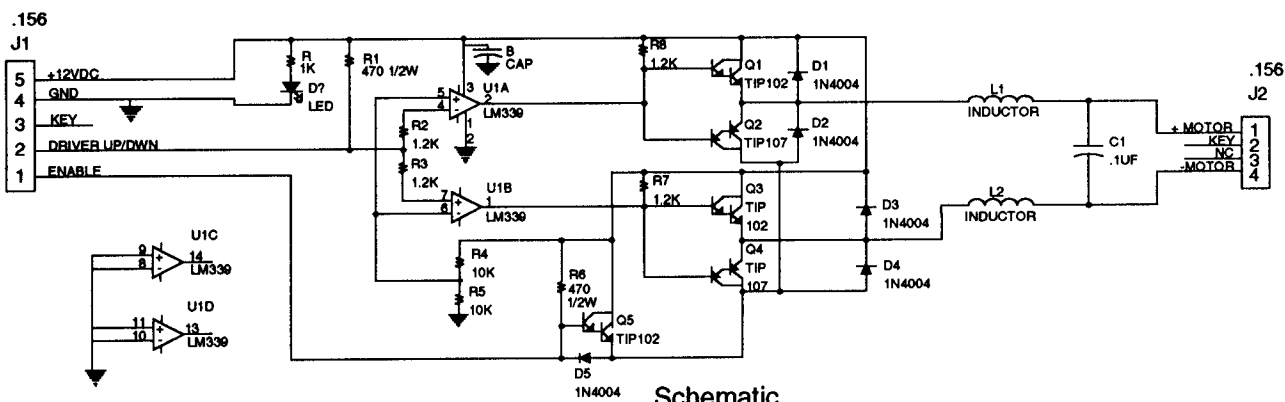 .156
J1
5 +12VDC
4 GND
3 KEY
2 DRIVER UP/DWN
1 ENABLE
R
1K
D?
LED
R1
470 1/2W
B
CAP
U1A
LM339
5
4
3
2
1
2
R2
1.2K
R3
1.2K
U1B
LM339
7
6
1
R4
10K
R5
10K
R6
470
1/2W
Q5
TIP102
D5
1N4004
R8
1.2K
Q1
TIP102
Q2
TIP107
D1
1N4004
D2
1N4004
R7
1.2K
Q3
TIP
102
Q4
TIP
107
D3
1N4004
D4
1N4004
L1
INDUCTOR
L2
INDUCTOR
C1
.1UF
.156
J2
+ MOTOR 1
KEY 2
NC 3
-MOTOR 4
U1C
9
8
14
LM339
U1D
11
10
13
LM339
Schematic